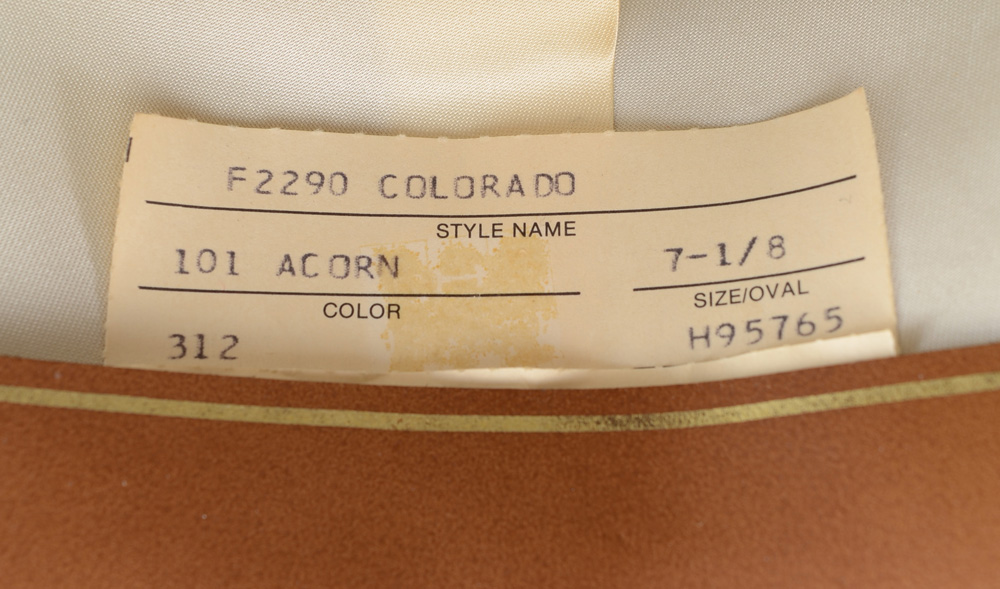 F2290 COLORADO
STYLE NAME
101 ACORN 7-1/8
COLOR SIZE/OVAL
312 H95765